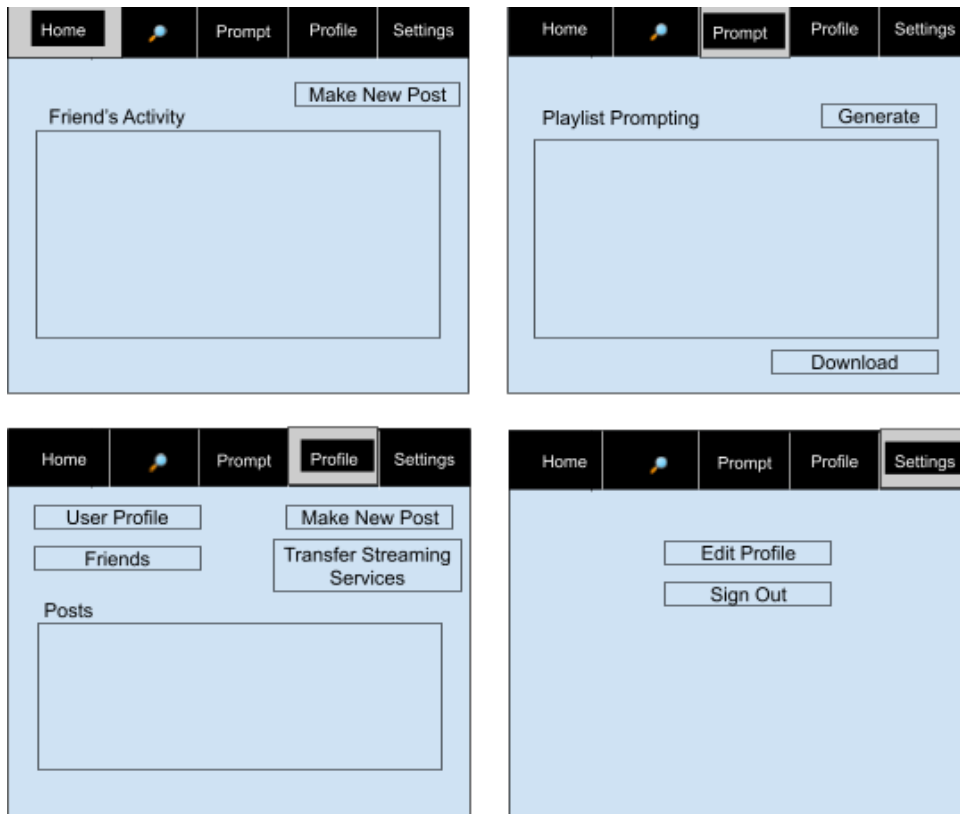 Home Prompt Profile Settings
Make New Post
Friend's Activity
Home Prompt Profile Settings
Playlist Prompting Generate
Download
Home Prompt Profile Settings
User Profile Make New Post
Friends Transfer Streaming
Services
Posts
Home Prompt Profile Settings
Edit Profile
Sign Out